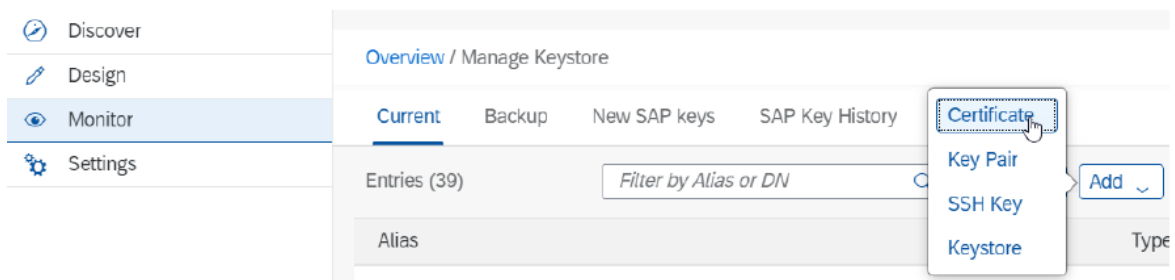 Discover
Design
Monitor
Settings
Overview / Manage Keystore
Current Backup New SAP keys SAP Key History
Entries (39) Filter by Alias or DN Add
Certificate
Key Pair
SSH Key
Keystore
Alias Type